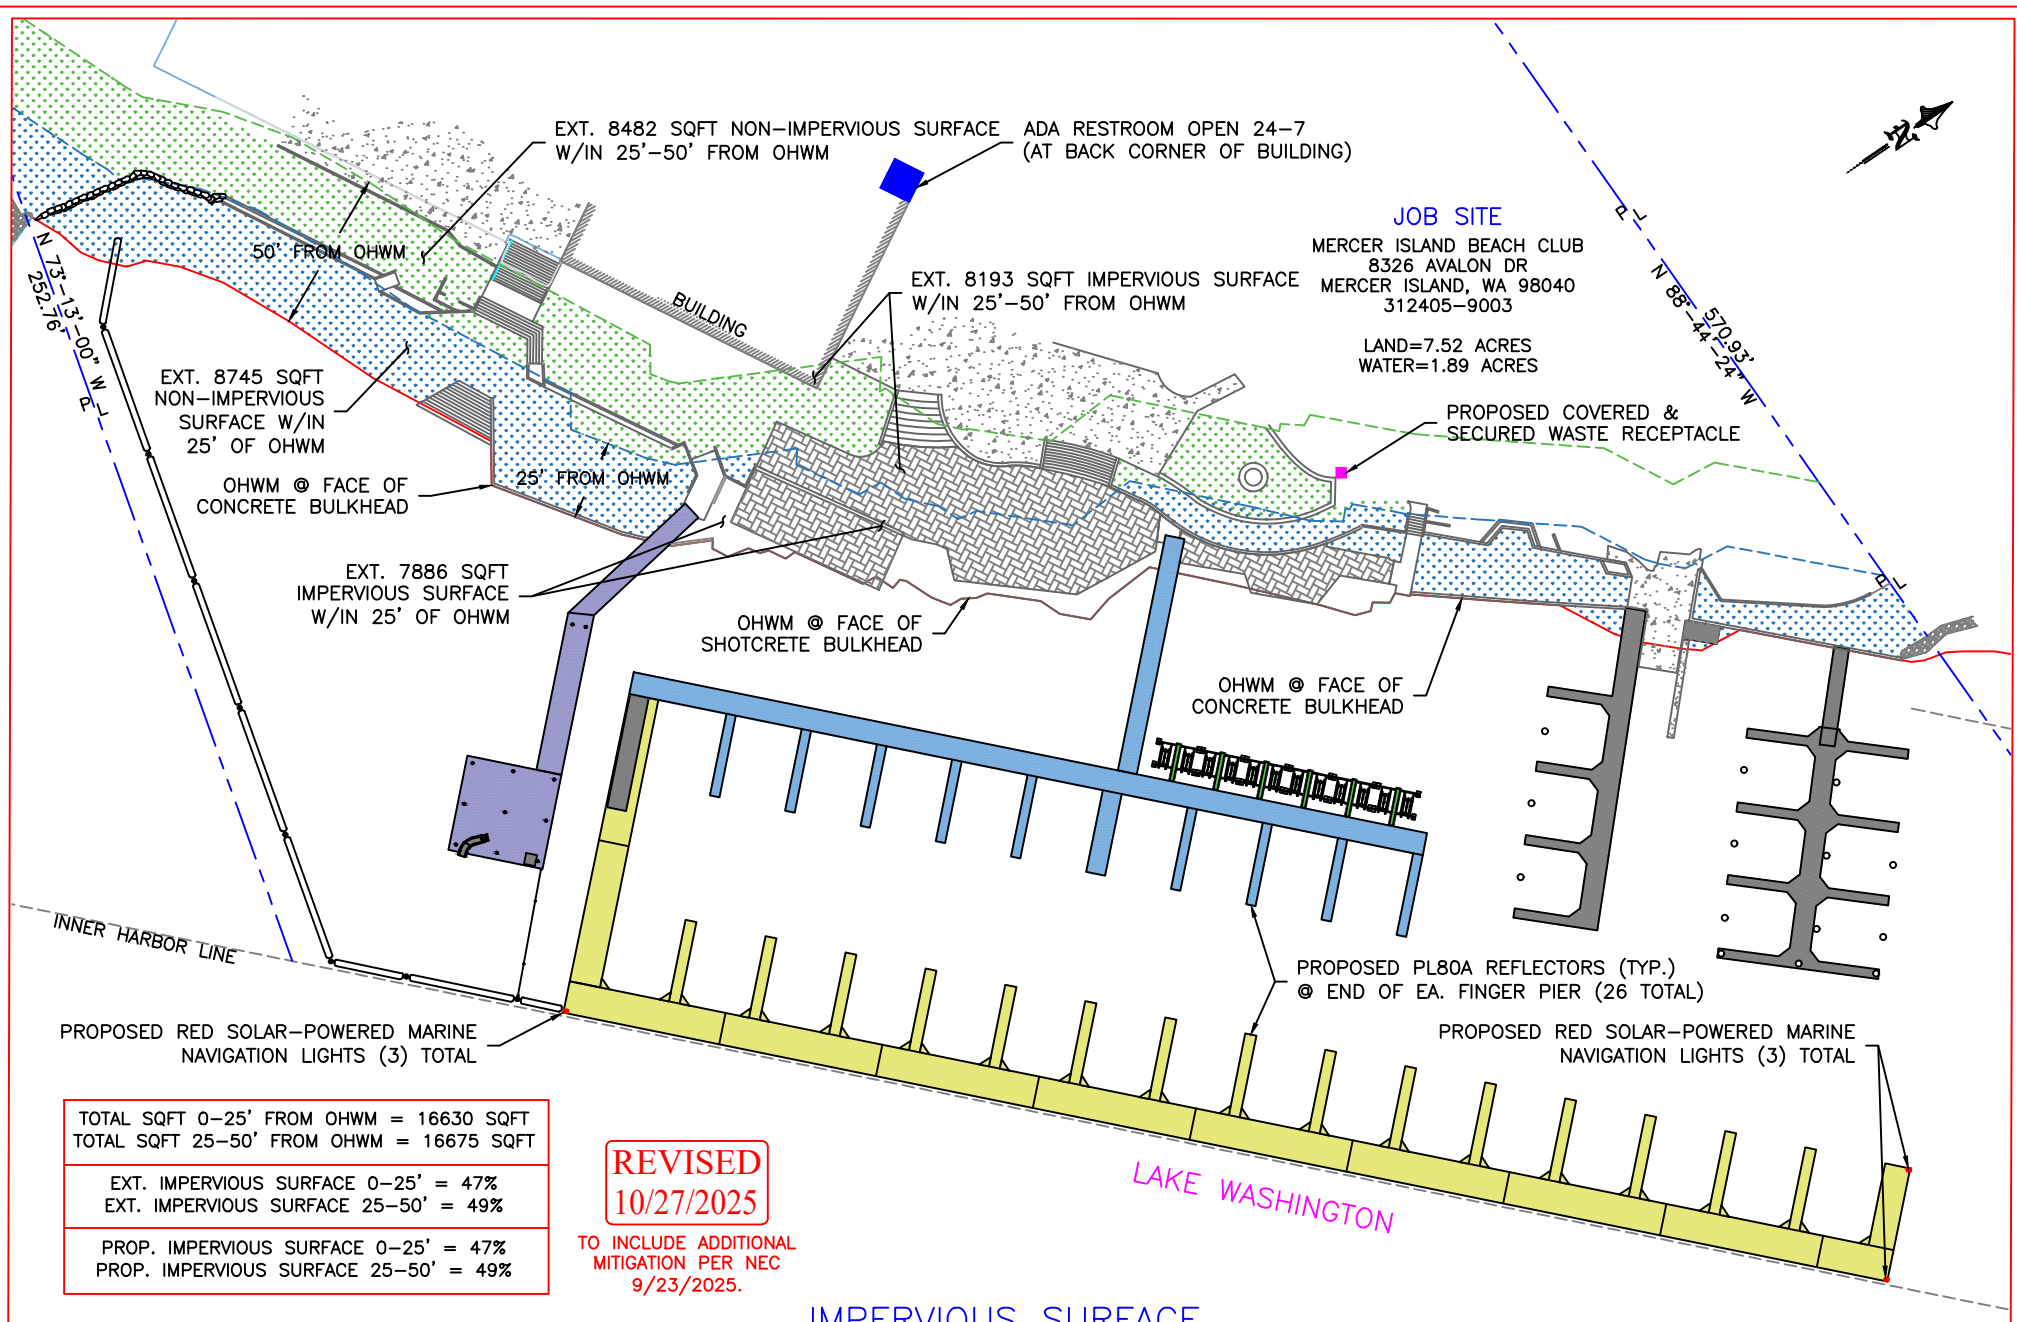 EXT. 8482 SQFT NON-IMPERVIOUS SURFACE
W/IN 25'-50' FROM OHWM
ADA RESTROOM OPEN 24-7
(AT BACK CORNER OF BUILDING)
N
JOB SITE
MERCER ISLAND BEACH CLUB
8326 AVALON DR
MERCER ISLAND, WA 98040
312405-9003
LAND=7.52 ACRES
WATER=1.89 ACRES
PL
570.93'
N 88°-44'-24" W
PL
50' FROM OHWM
N 73°-13'-00" W
252.76'
PL
BUILDING
EXT. 8193 SQFT IMPERVIOUS SURFACE
W/IN 25'-50' FROM OHWM
EXT. 8745 SQFT
NON-IMPERVIOUS
SURFACE W/IN
25' OF OHWM
PROPOSED COVERED &
SECURED WASTE RECEPTACLE
OHWM @ FACE OF
CONCRETE BULKHEAD
25' FROM OHWM
EXT. 7886 SQFT
IMPERVIOUS SURFACE
W/IN 25' OF OHWM
OHWM @ FACE OF
SHOTCRETE BULKHEAD
OHWM @ FACE OF
CONCRETE BULKHEAD
INNER HARBOR LINE
PROPOSED PL80A REFLECTORS (TYP.)
@ END OF EA. FINGER PIER (26 TOTAL)
PROPOSED RED SOLAR-POWERED MARINE
NAVIGATION LIGHTS (3) TOTAL
PROPOSED RED SOLAR-POWERED MARINE
NAVIGATION LIGHTS (3) TOTAL
TOTAL SQFT 0-25' FROM OHWM = 16630 SQFT
TOTAL SQFT 25-50' FROM OHWM = 16675 SQFT
EXT. IMPERVIOUS SURFACE 0-25' = 47%
EXT. IMPERVIOUS SURFACE 25-50' = 49%
PROP. IMPERVIOUS SURFACE 0-25' = 47%
PROP. IMPERVIOUS SURFACE 25-50' = 49%
REVISED
10/27/2025
TO INCLUDE ADDITIONAL
MITIGATION PER NEC
9/23/2025.
LAKE WASHINGTON
IMPERVIOUS SURFACE